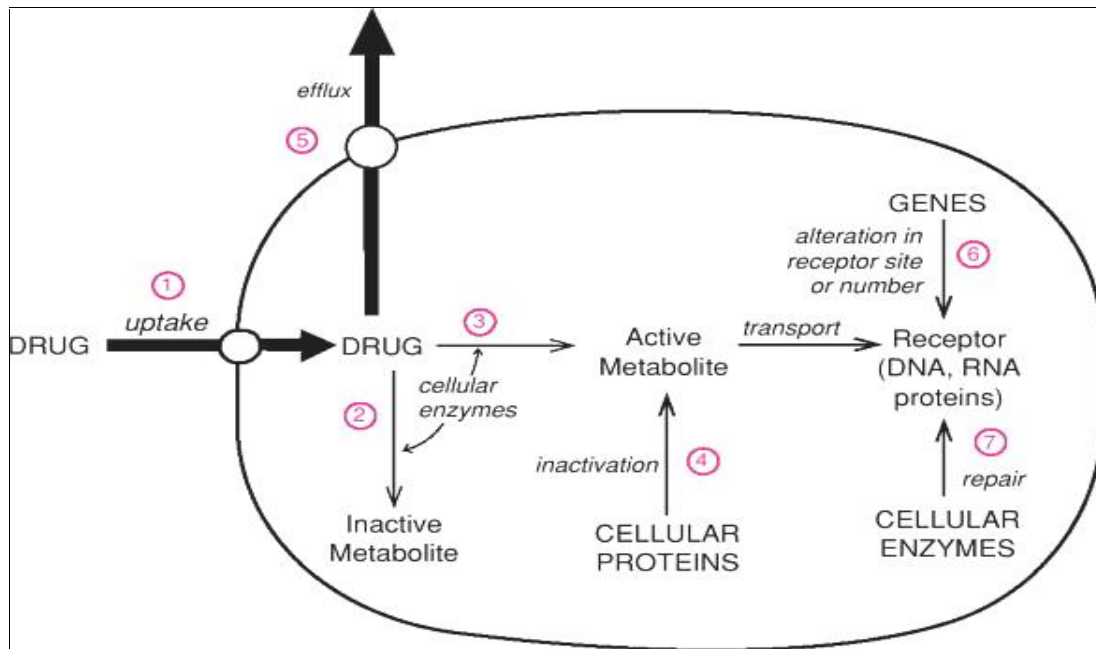 efflux
5
GENES
alteration in
receptor site
or number
6
1
uptake
DRUG
DRUG
3
Active
Metabolite
transport
Receptor
(DNA, RNA
proteins)
cellular
enzymes
2
inactivation
4
7
repair
Inactive
Metabolite
CELLULAR
PROTEINS
CELLULAR
ENZYMES